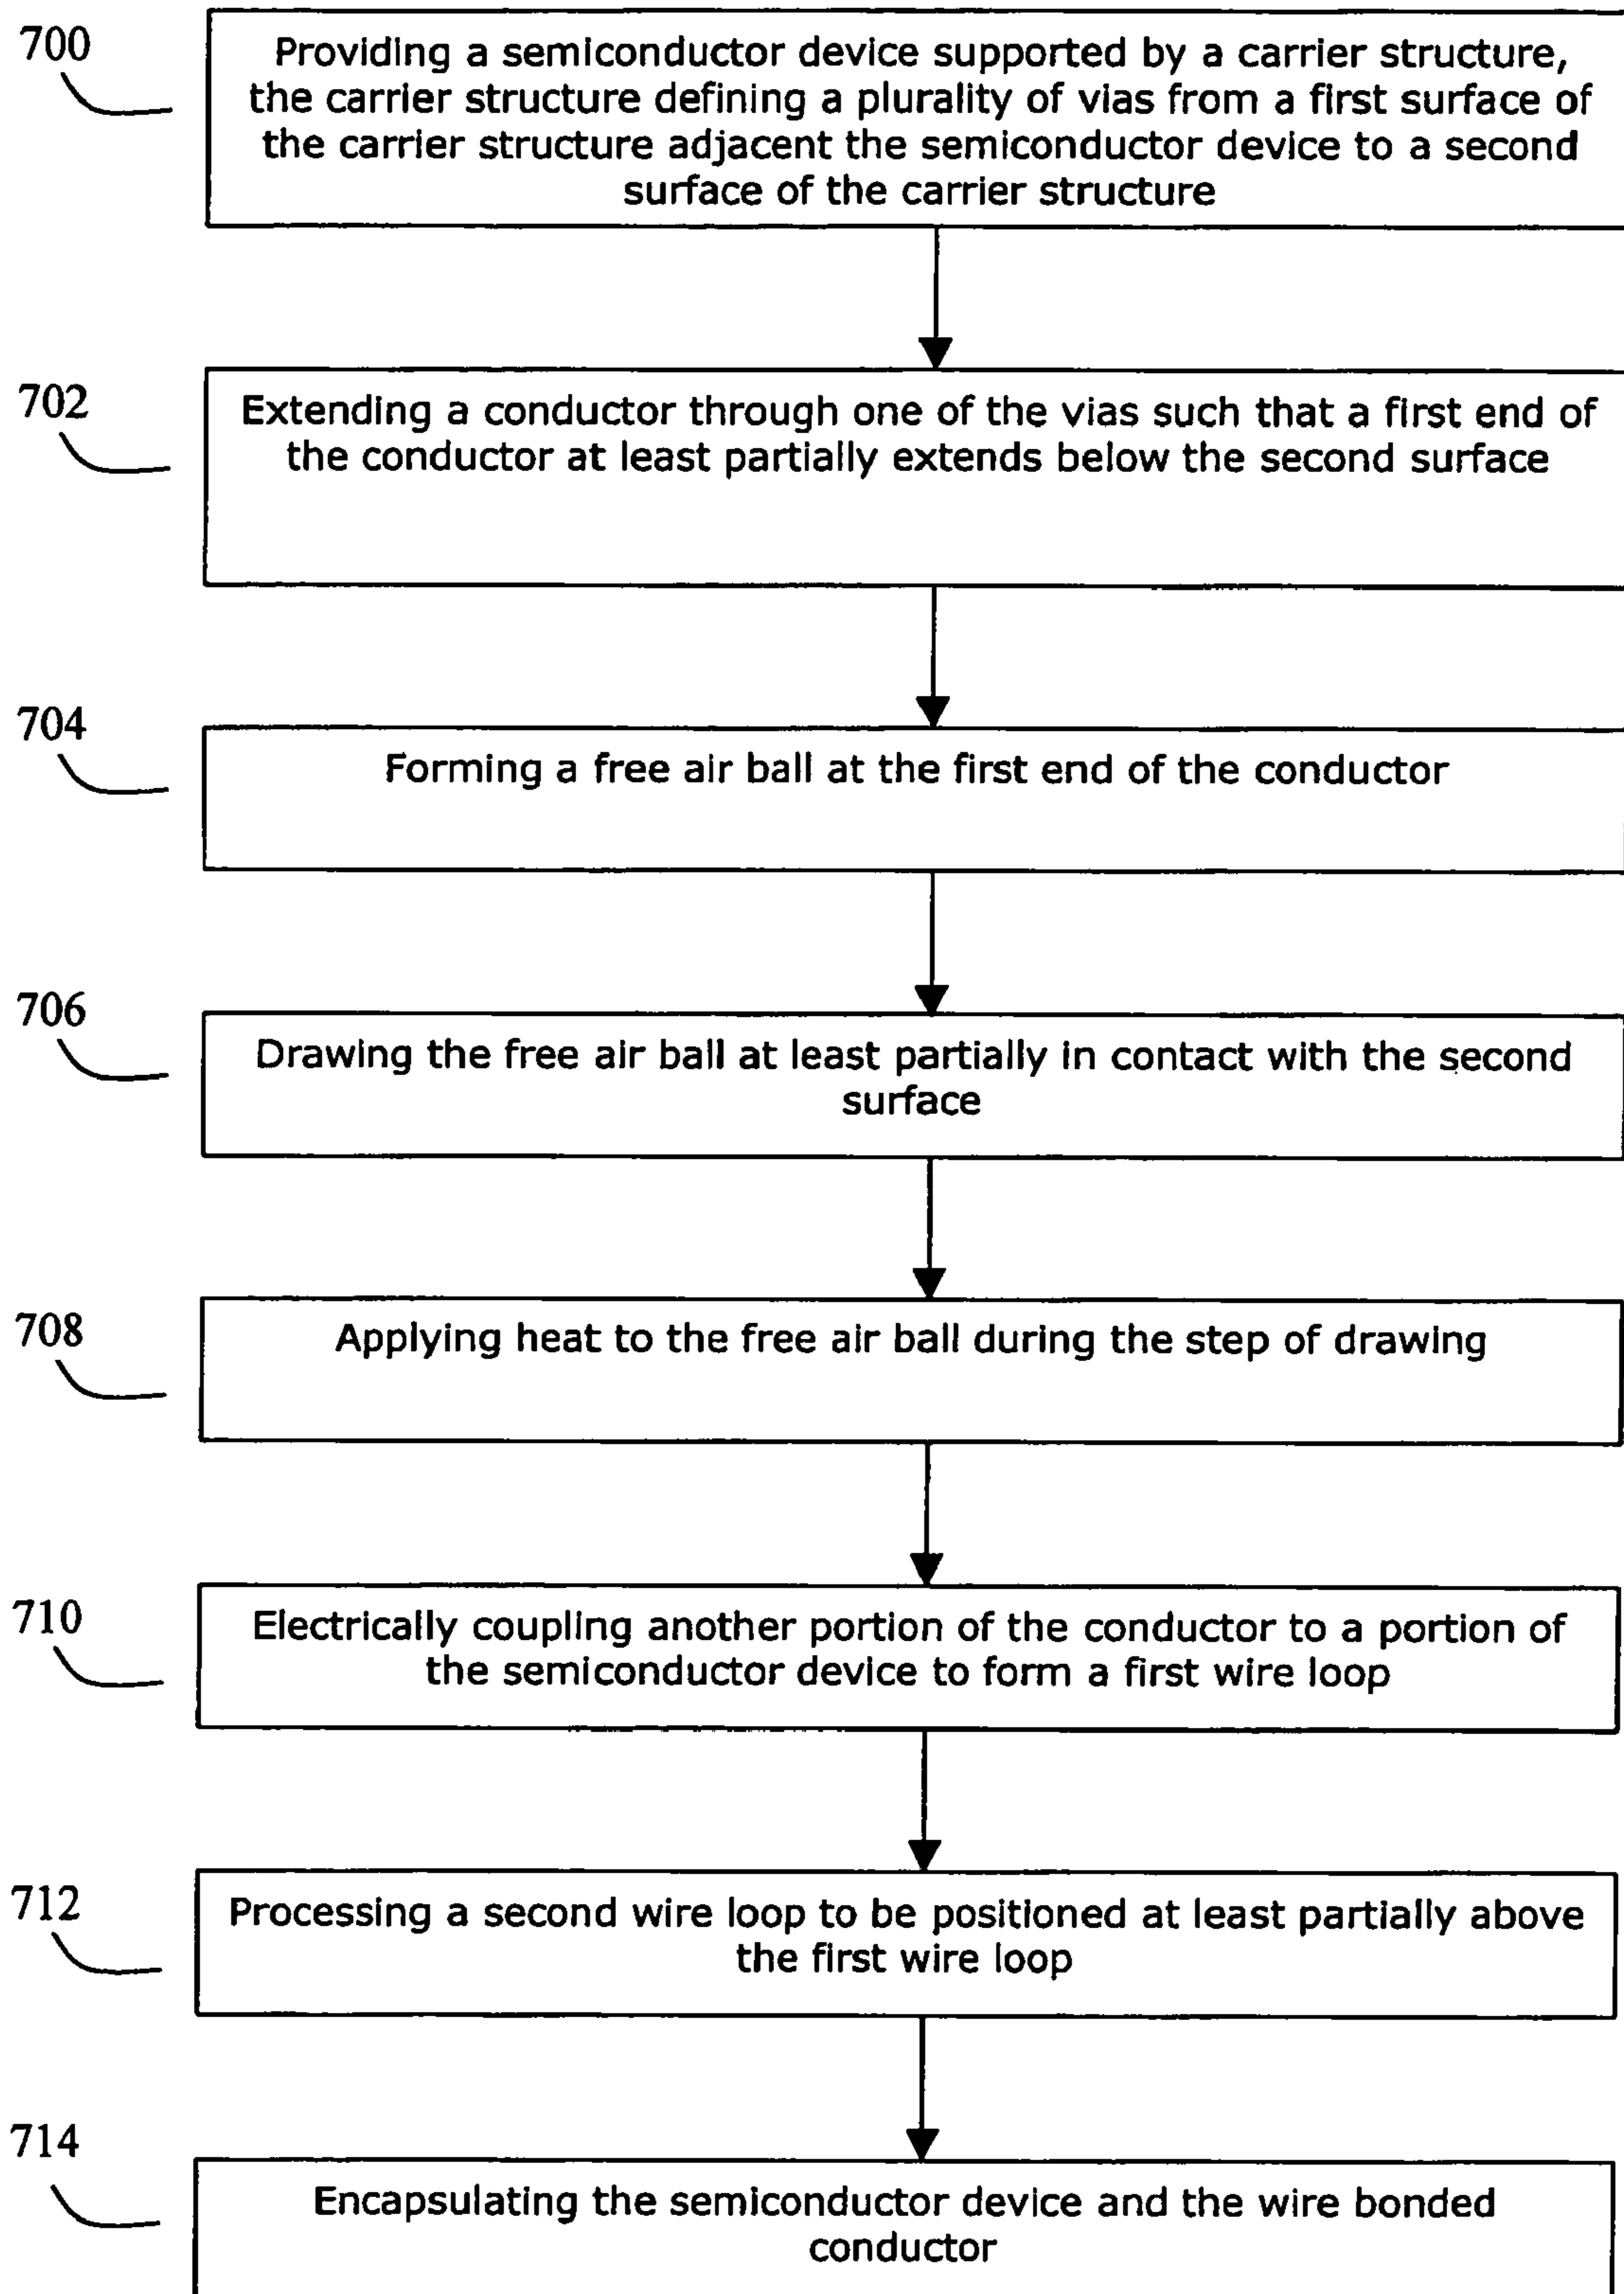 700
Providing a semiconductor device supported by a carrier structure,
the carrier structure defining a plurality of vias from a first surface of
the carrier structure adjacent the semiconductor device to a second
surface of the carrier structure
702
Extending a conductor through one of the vias such that a first end of
the conductor at least partially extends below the second surface
704
Forming a free air ball at the first end of the conductor
706
Drawing the free air ball at least partially in contact with the second
surface
708
Applying heat to the free air ball during the step of drawing
710
Electrically coupling another portion of the conductor to a portion of
the semiconductor device to form a first wire loop
712
Processing a second wire loop to be positioned at least partially above
the first wire loop
714
Encapsulating the semiconductor device and the wire bonded
conductor